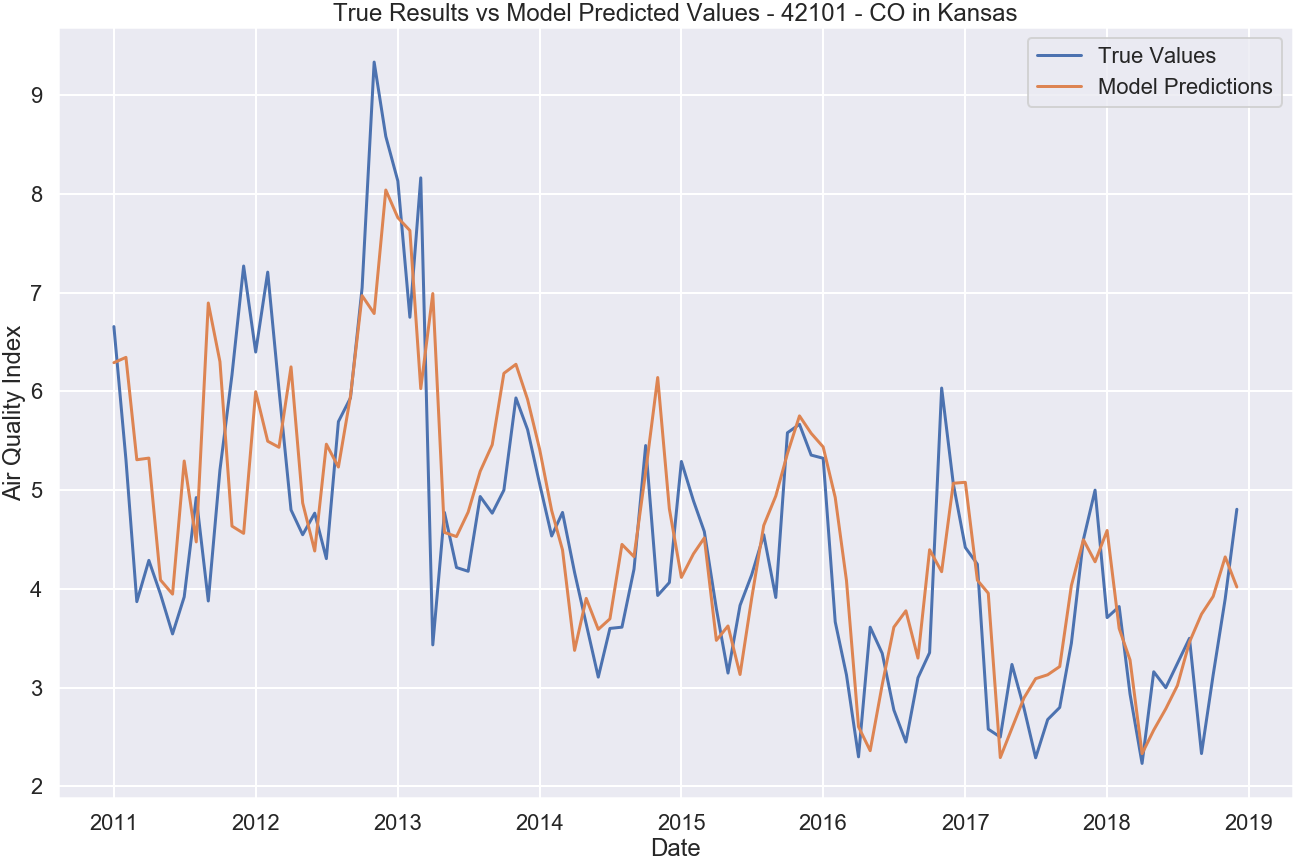 True Results vs Model Predicted Values - 42101 - CO in Kansas
True Values
Model Predictions
Air Quality Index
9
8
7
6
5
4
3
2
2011 2012 2013 2014 2015 2016 2017 2018 2019
Date